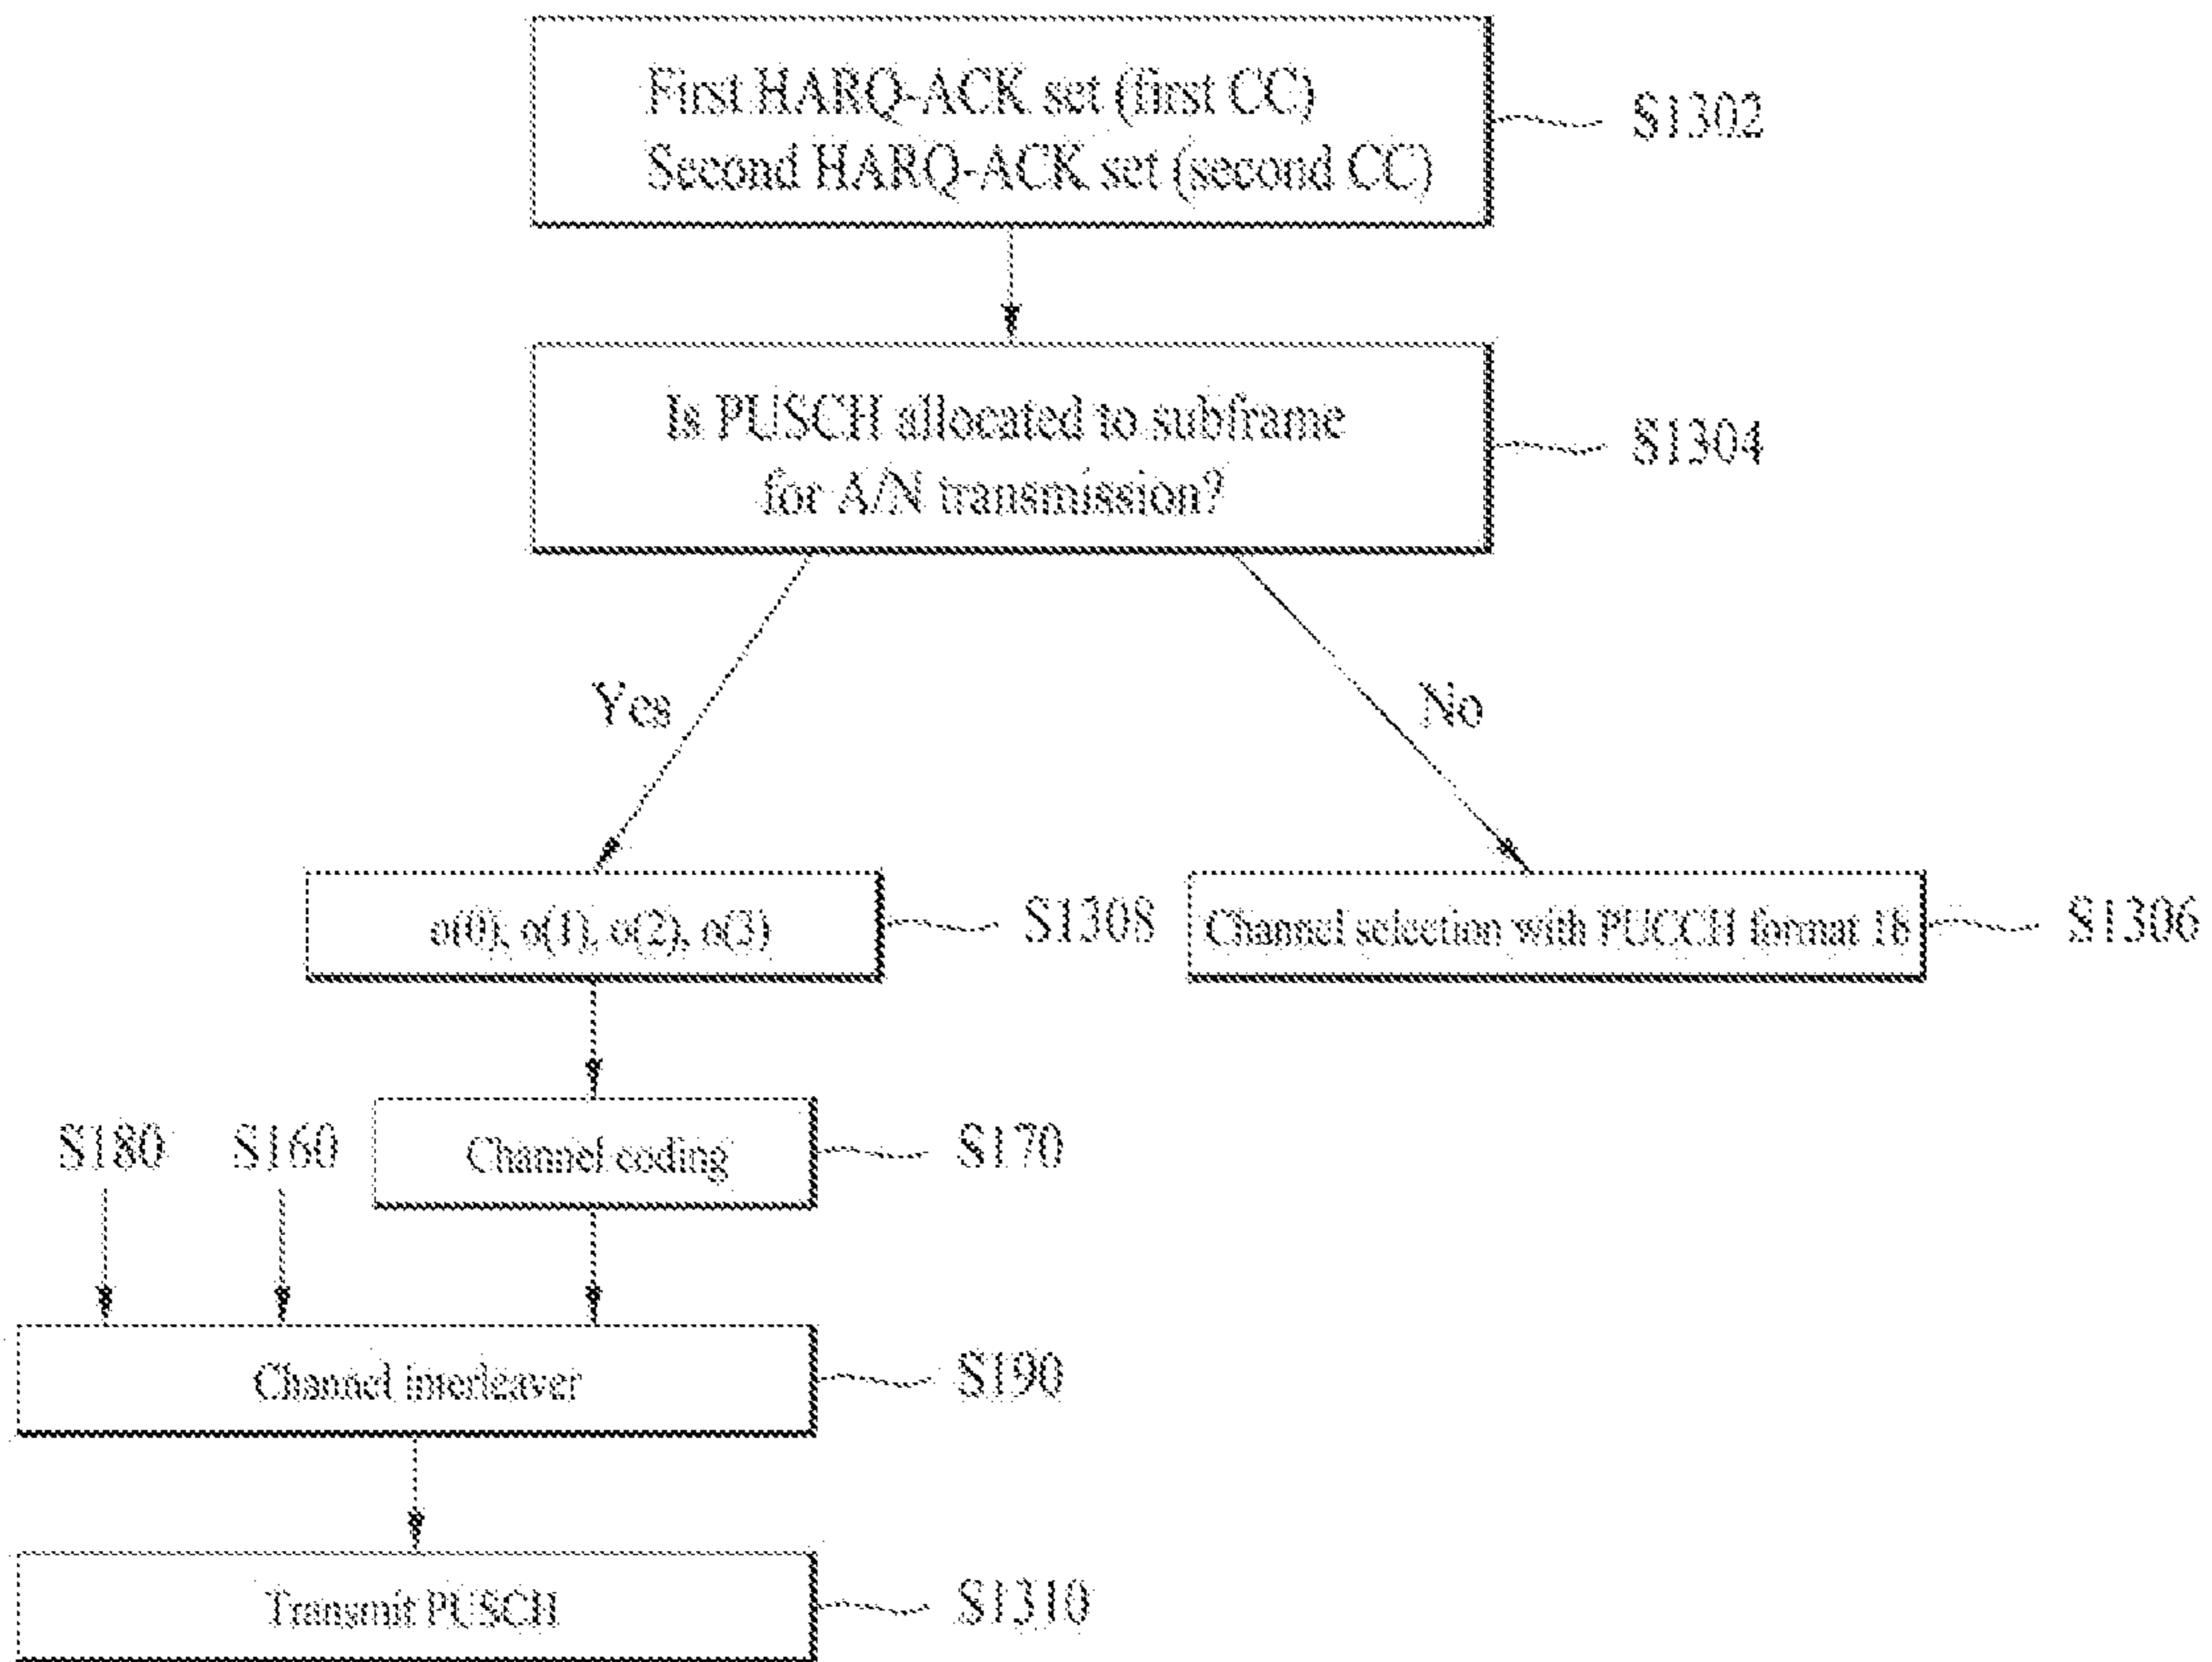 First HARQ-ACK set (first CC)
Second HARQ-ACK set (second CC)
S1302
Is PUSCH allocated to subframe
for A/N transmission?
S1304
Yes
No
o(0), o(1), o(2), o(3)
S1308
Channel selection with PUCCH format 1b
S1306
S180
S160
Channel coding
S170
Channel interleaver
S190
Transmit PUSCH
S1310